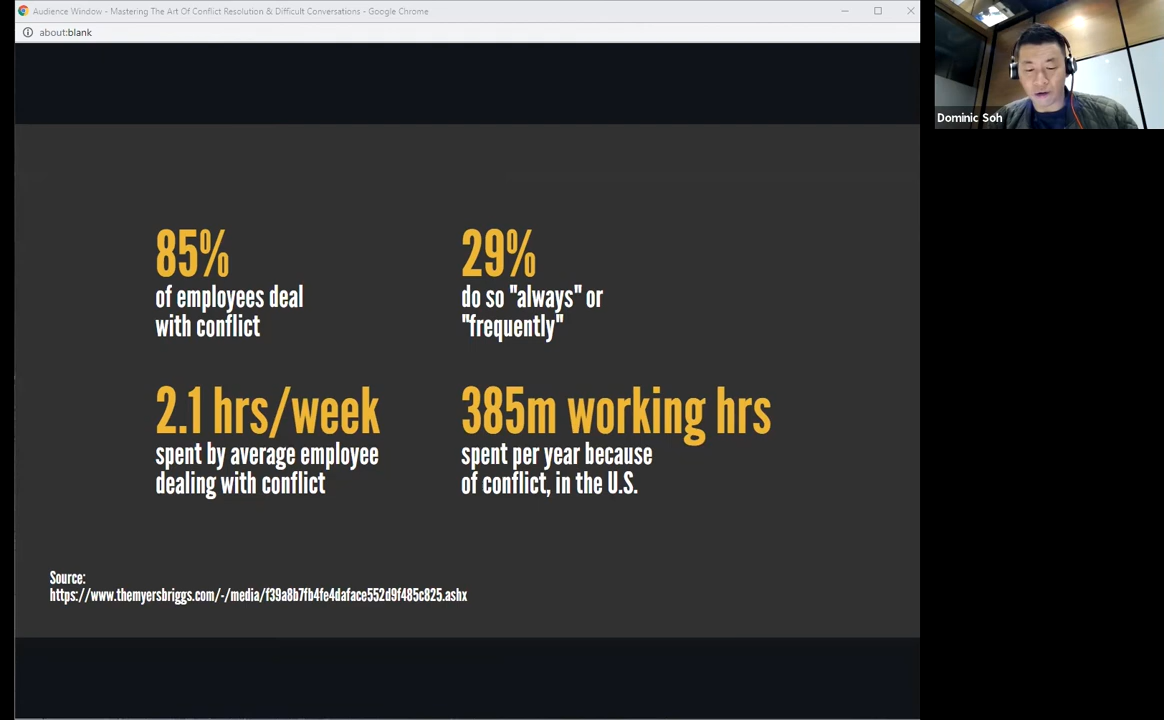 Audience Window - Mastering The Art Of Conflict Resolution & Difficult Conversations - Google Chrome
about:blank
Dominic Soh
85%
of employees deal
with conflict
29%
do so "always" or
"frequently"
2.1 hrs/week
spent by average employee
dealing with conflict
385m working hrs
spent per year because
of conflict, in the U.S.
Source:
https://www.themyersbriggs.com/-/media/f39a8b7fb4fe4daface552d9f485c825.ashx